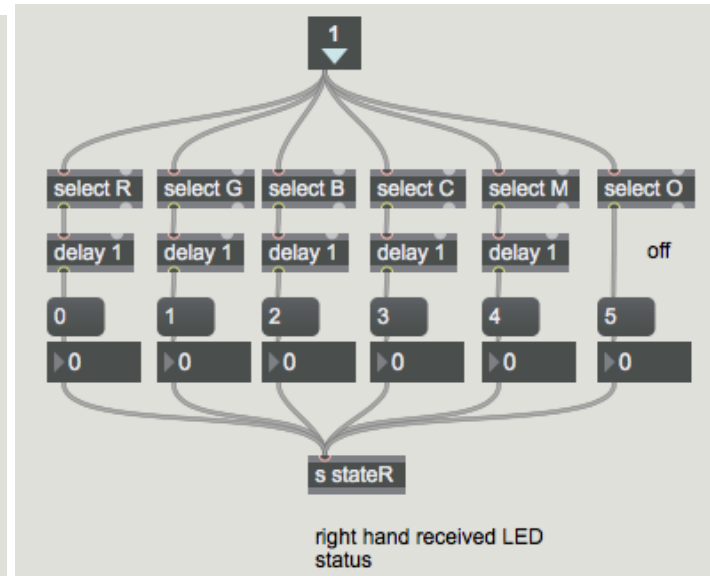 1
select R select G select B select C select M select O
delay 1 delay 1 delay 1 delay 1 delay 1 off
0 1 2 3 4 5
0 0 0 0 0 0
s stateR
right hand received LED
status